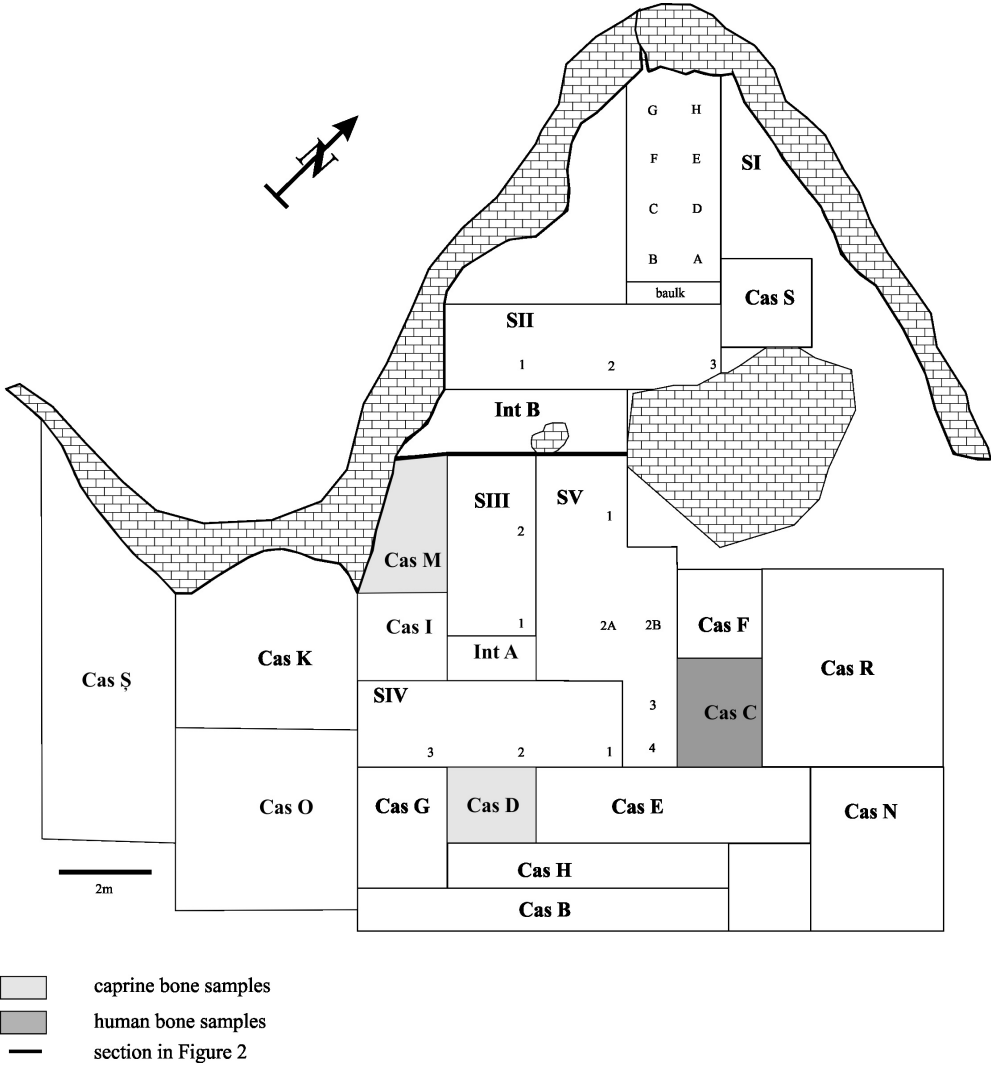 G H
N
F E SI
C D
B A
baulk Cas S
SII
1 2 3
Int B
SIII SV
1
2
Cas M
1 2A 2B Cas F
Cas I
Int A
Cas K
Cas R
Cas Ș
SIV
3 Cas C
3 2 1 4
Cas O Cas G Cas D Cas E Cas N
Cas H
2m
Cas B
caprine bone samples
human bone samples
section in Figure 2